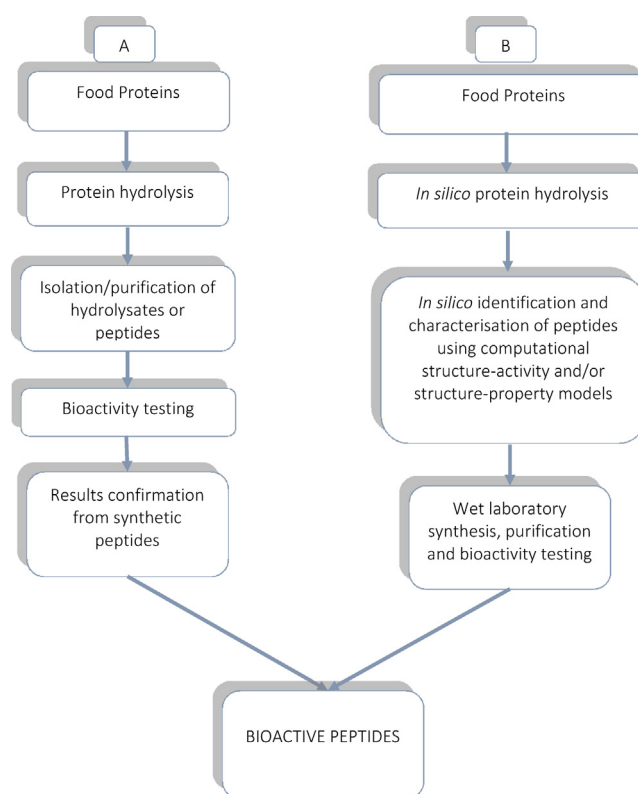 A
Food Proteins
Protein hydrolysis
Isolation/purification of
hydrolysates or
peptides
Bioactivity testing
Results confirmation
from synthetic
peptides
B
Food Proteins
In silico protein hydrolysis
In silico identification and
characterisation of peptides
using computational
structure-activity and/or
structure-property models
Wet laboratory
synthesis, purification
and bioactivity testing
BIOACTIVE PEPTIDES